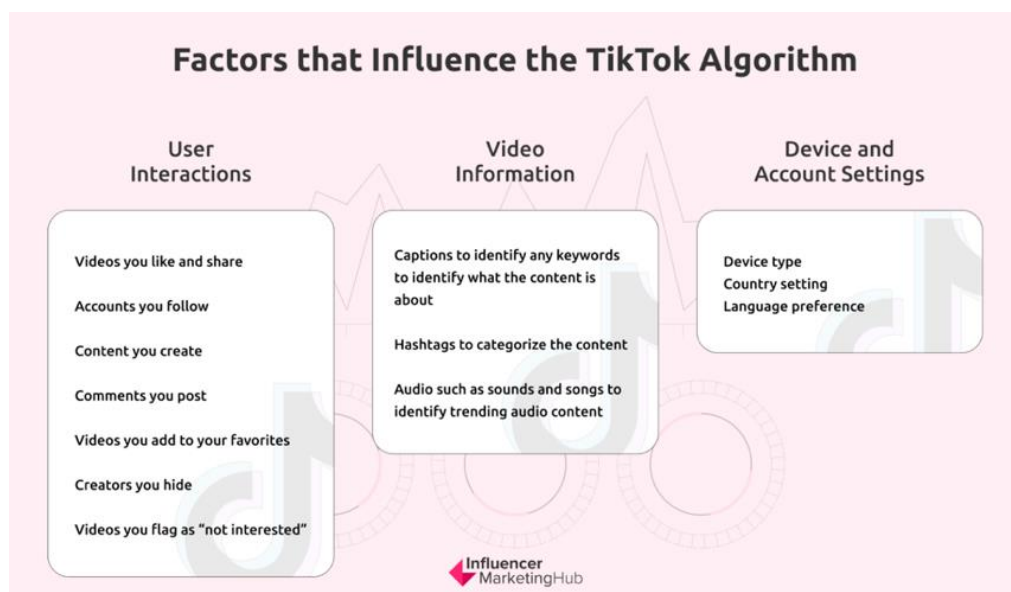 Factors that Influence the TikTok Algorithm
User
Interactions
Videos you like and share
Accounts you follow
Content you create
Comments you post
Videos you add to your favorites
Creators you hide
Videos you flag as “not interested”
Video
Information
Captions to identify any keywords
to identify what the content is
about
Hashtags to categorize the content
Audio such as sounds and songs to
identify trending audio content
Device and
Account Settings
Device type
Country setting
Language preference
Influencer
MarketingHub